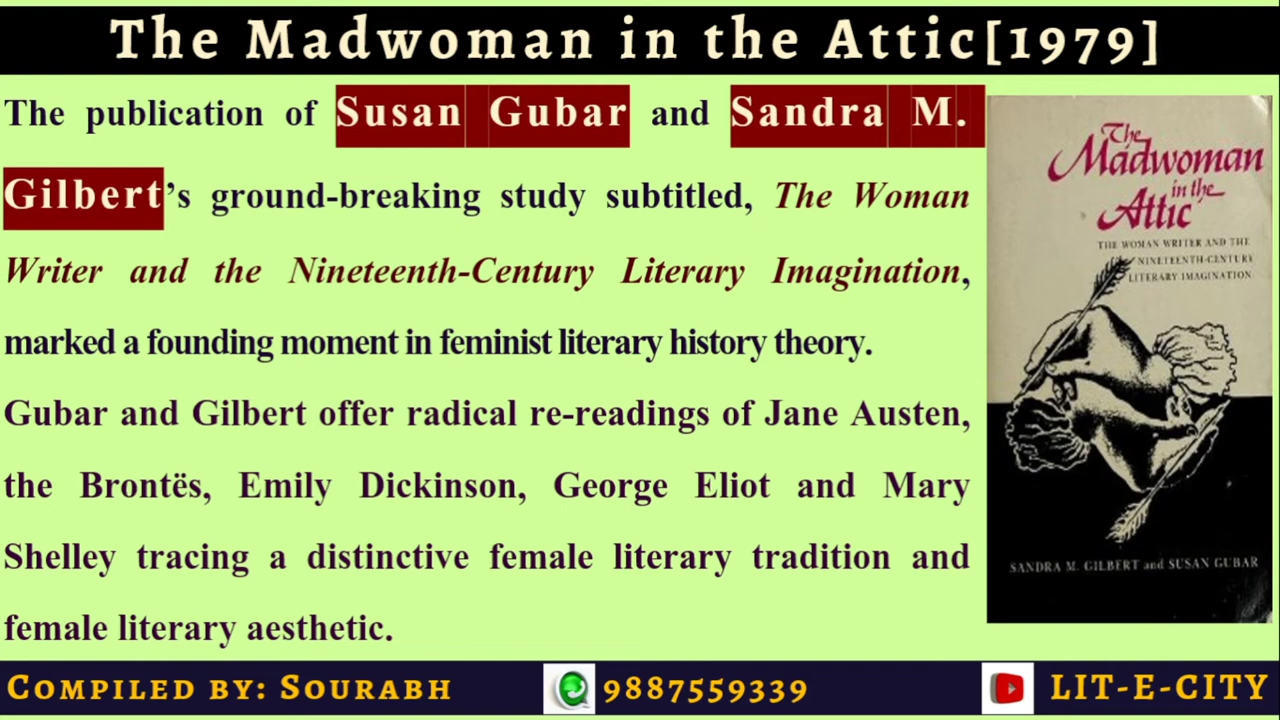 The Madwoman in the Attic[1979]
The publication of Susan Gubar and Sandra M.
Gilbert’s ground-breaking study subtitled, The Woman
Writer and the Nineteenth-Century Literary Imagination,
marked a founding moment in feminist literary history theory.
Gubar and Gilbert offer radical re-readings of Jane Austen,
the Brontës, Emily Dickinson, George Eliot and Mary
Shelley tracing a distinctive female literary tradition and
female literary aesthetic.
The
Madwoman
in the
Attic
THE WOMAN WRITER AND THE
NINETEENTH-CENTURY
LITERARY IMAGINATION
SANDRA M. GILBERT and SUSAN GUBAR
COMPILED BY: SOURABH
9887559339
LIT-E-CITY